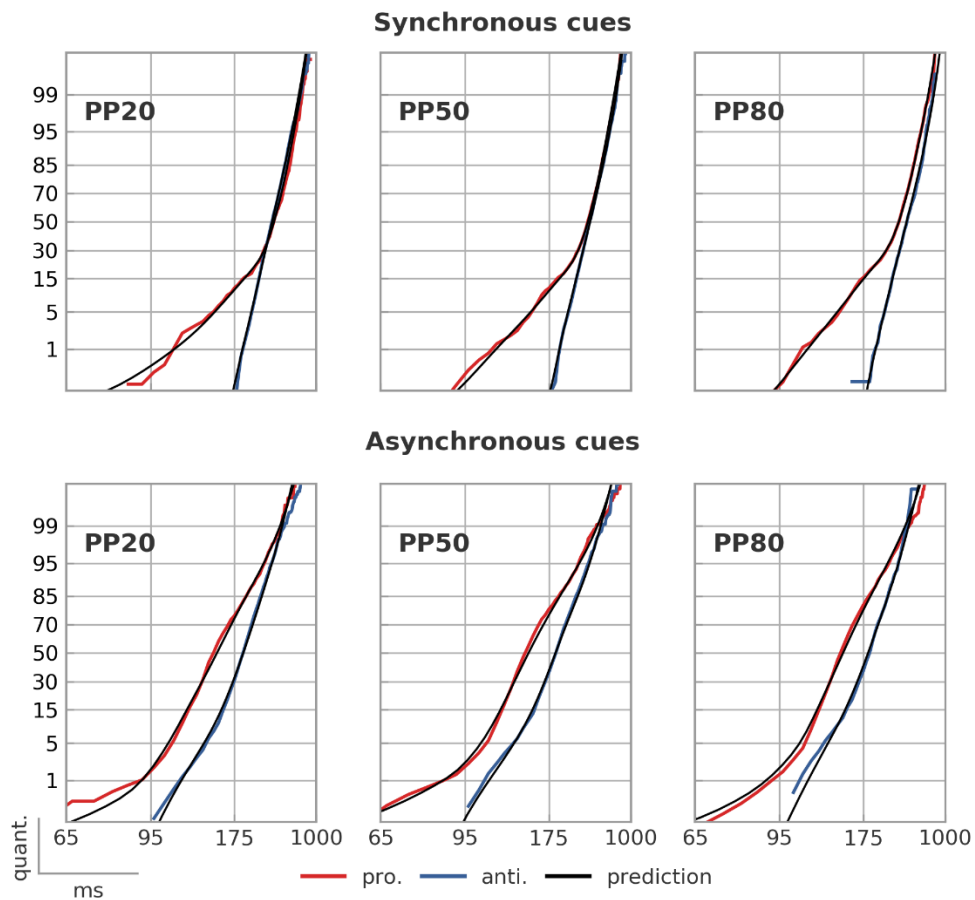 Synchronous cues
PP20 PP50 PP80
99
95
85
70
50
30
15
5
1
Asynchronous cues
PP20 PP50 PP80
99
95
85
70
50
30
15
5
1
65 95 175 1000 65 95 175 1000 65 95 175 1000
quant.
ms
pro. anti. prediction